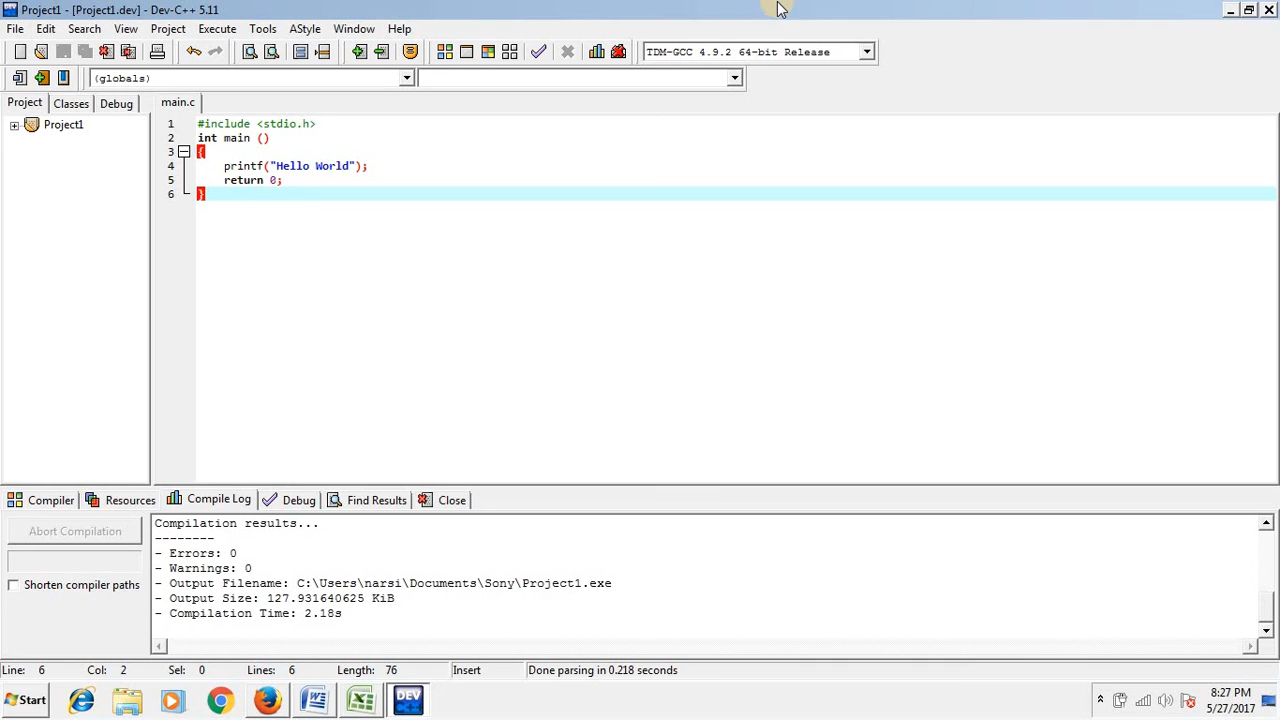 Project1 - [Project1.dev] - Dev-C++ 5.11
File Edit Search View Project Execute Tools AStyle Window Help
TDM-GCC 4.9.2 64-bit Release
(globals)
Project Classes Debug main.c
Project1
1 #include <stdio.h>
2 int main ()
3 {
4 printf("Hello World");
5 return 0;
6 }
Compiler Resources Compile Log Debug Find Results Close
Abort Compilation
Shorten compiler paths
Compilation results...
--------
- Errors: 0
- Warnings: 0
- Output Filename: C:\Users\narsi\Documents\Sony\Project1.exe
- Output Size: 127.931640625 KiB
- Compilation Time: 2.18s
Line: 6 Col: 2 Sel: 0 Lines: 6 Length: 76 Insert Done parsing in 0.218 seconds
Start
DEV
8:27 PM
5/27/2017